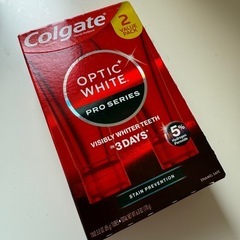 Colgate
2
VALUE
PACK
OPTIC
WHITE
PRO SERIES
VISIBLY WHITER TEETH
IN 3 DAYS*
5%
STAIN PREVENTION